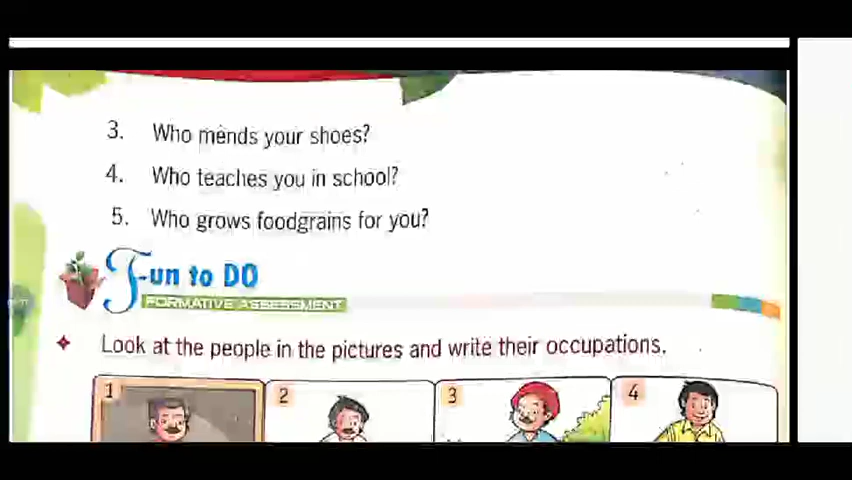 3. Who mends your shoes?
4. Who teaches you in school?
5. Who grows foodgrains for you?
Fun to DO
FORMATIVE ASSESSMENT
Look at the people in the pictures and write their occupations.
1 2 3 4